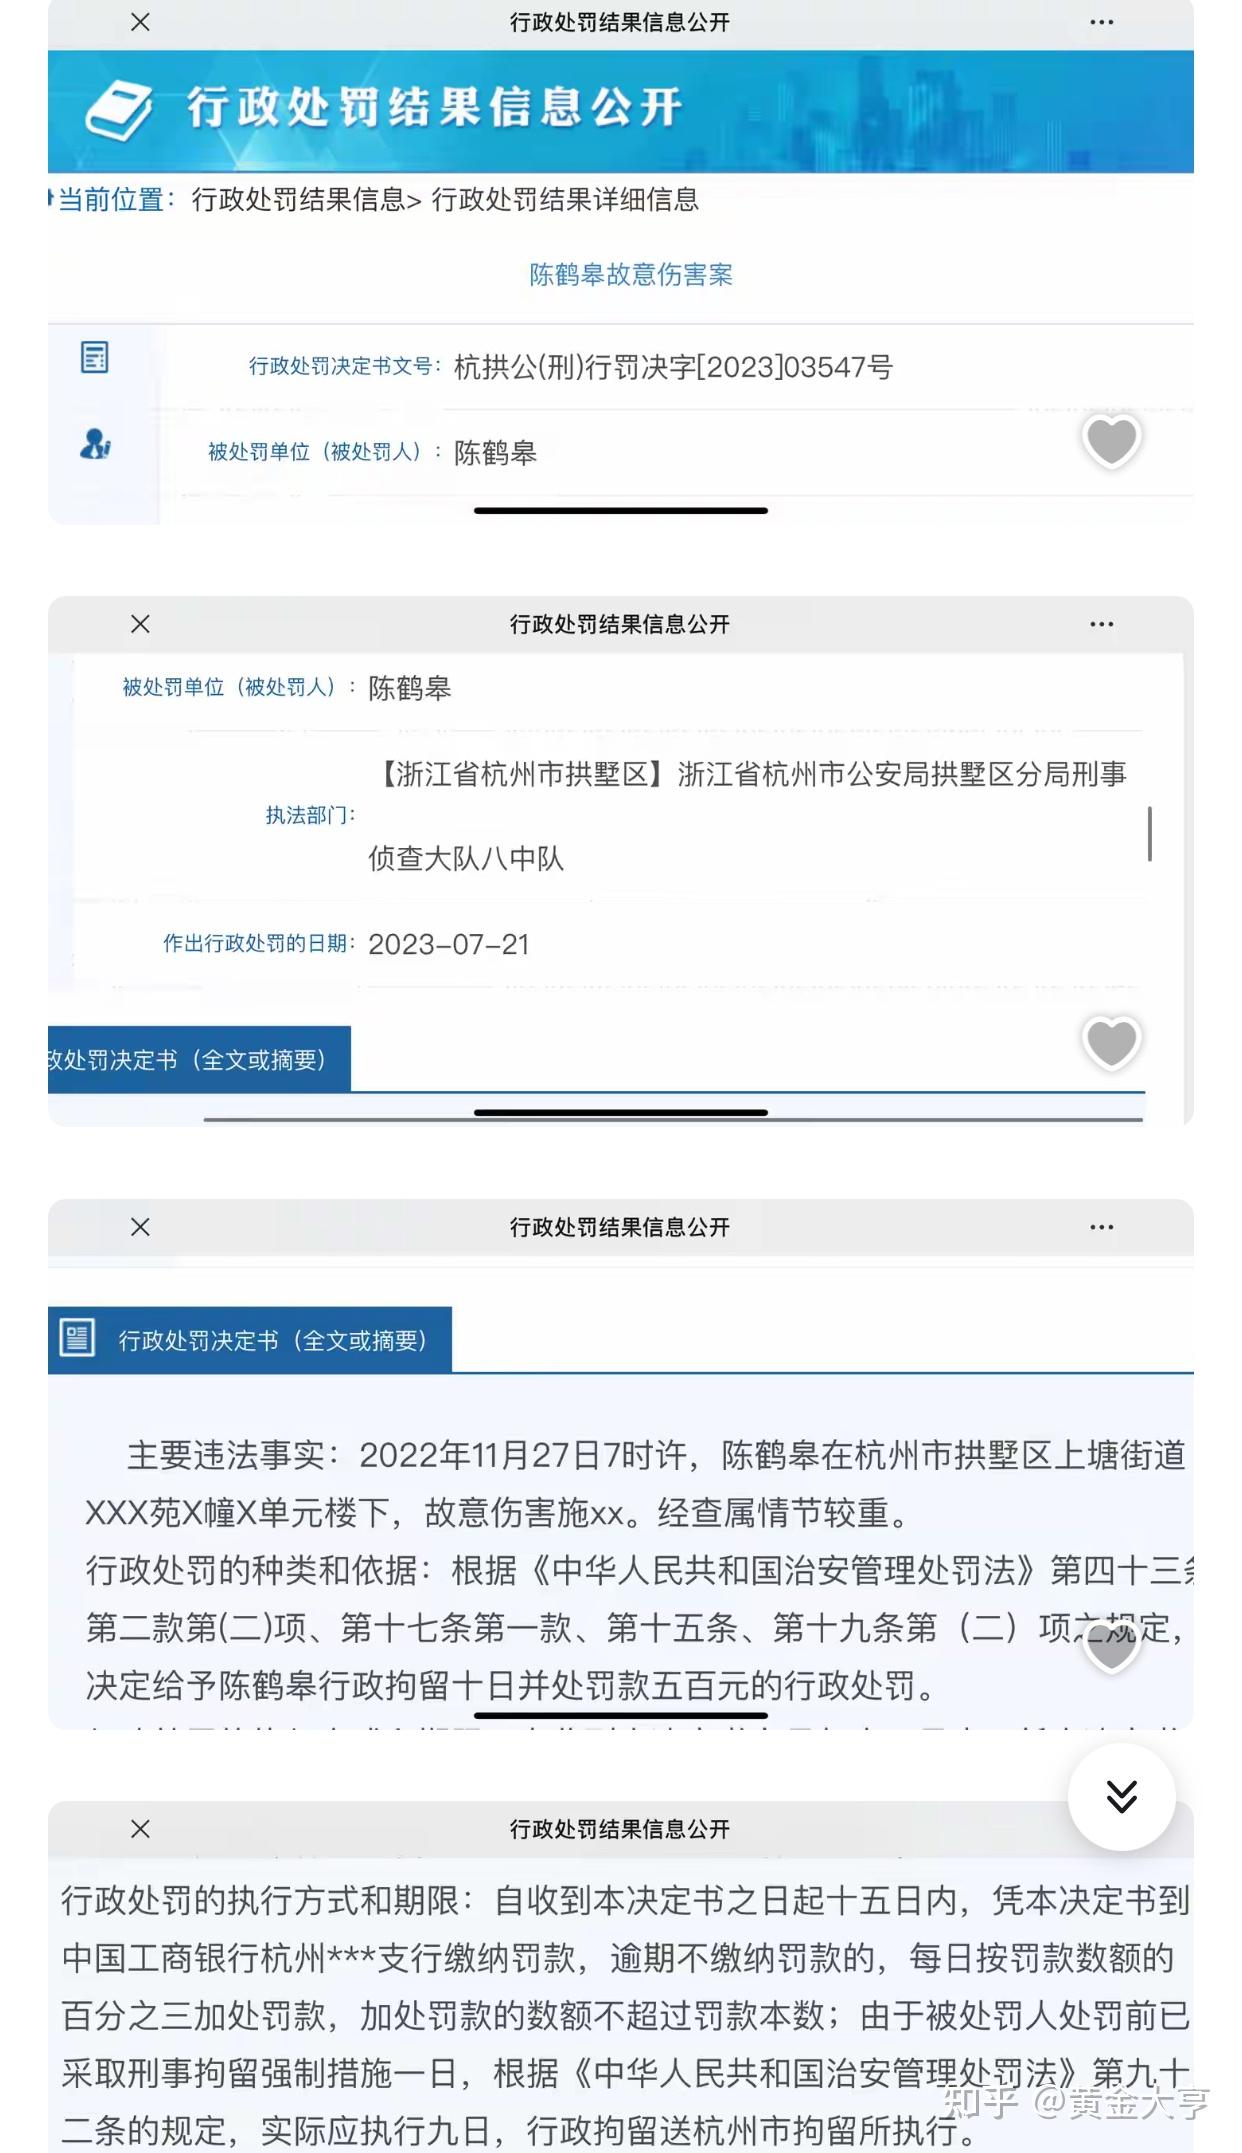 行政处罚结果信息公开
行政处罚结果信息公开
当前位置：行政处罚结果信息> 行政处罚结果详细信息
陈鹤皋故意伤害案
行政处罚决定书文号：杭拱公(刑)行罚决字[2023]03547号
被处罚单位（被处罚人）：陈鹤皋
行政处罚结果信息公开
被处罚单位（被处罚人）：陈鹤皋
执法部门：【浙江省杭州市拱墅区】浙江省杭州市公安局拱墅区分局刑事
侦查大队八中队
作出行政处罚的日期：2023-07-21
政处罚决定书（全文或摘要）
行政处罚结果信息公开
行政处罚决定书（全文或摘要）
主要违法事实：2022年11月27日7时许，陈鹤皋在杭州市拱墅区上塘街道
XXX苑X幢X单元楼下，故意伤害施xx。经查属情节较重。
行政处罚的种类和依据：根据《中华人民共和国治安管理处罚法》第四十三条
第二款第(二)项、第十七条第一款、第十五条、第十九条第（二）项之规定，
决定给予陈鹤皋行政拘留十日并处罚款五百元的行政处罚。
行政处罚结果信息公开
行政处罚的执行方式和期限：自收到本决定书之日起十五日内，凭本决定书到
中国工商银行杭州***支行缴纳罚款，逾期不缴纳罚款的，每日按罚款数额的
百分之三加处罚款，加处罚款的数额不超过罚款本数；由于被处罚人处罚前已
采取刑事拘留强制措施一日，根据《中华人民共和国治安管理处罚法》第九十
二条的规定，实际应执行九日，行政拘留送杭州市拘留所执行。
知乎 @黄金大亨